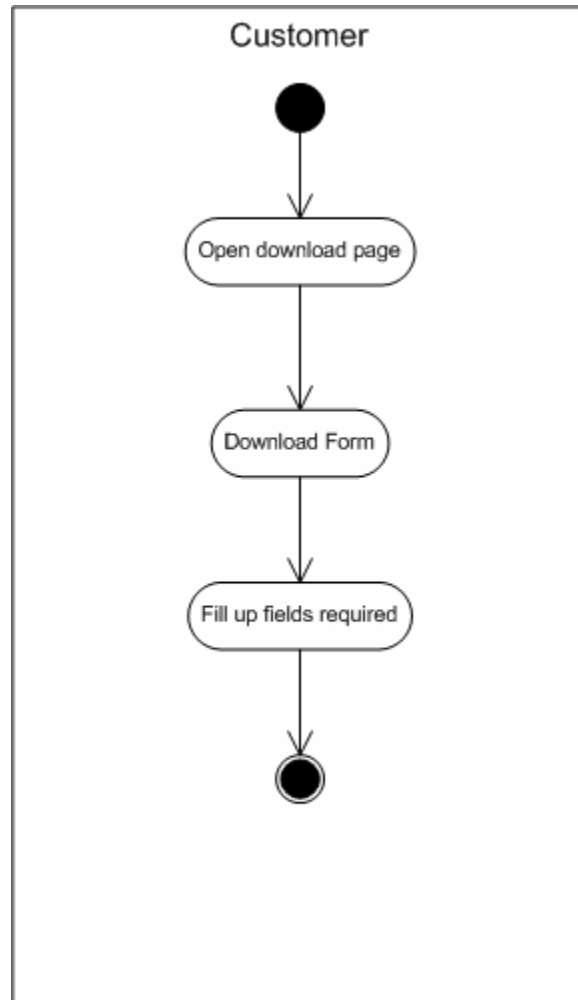 Customer
Open download page
Download Form
Fill up fields required